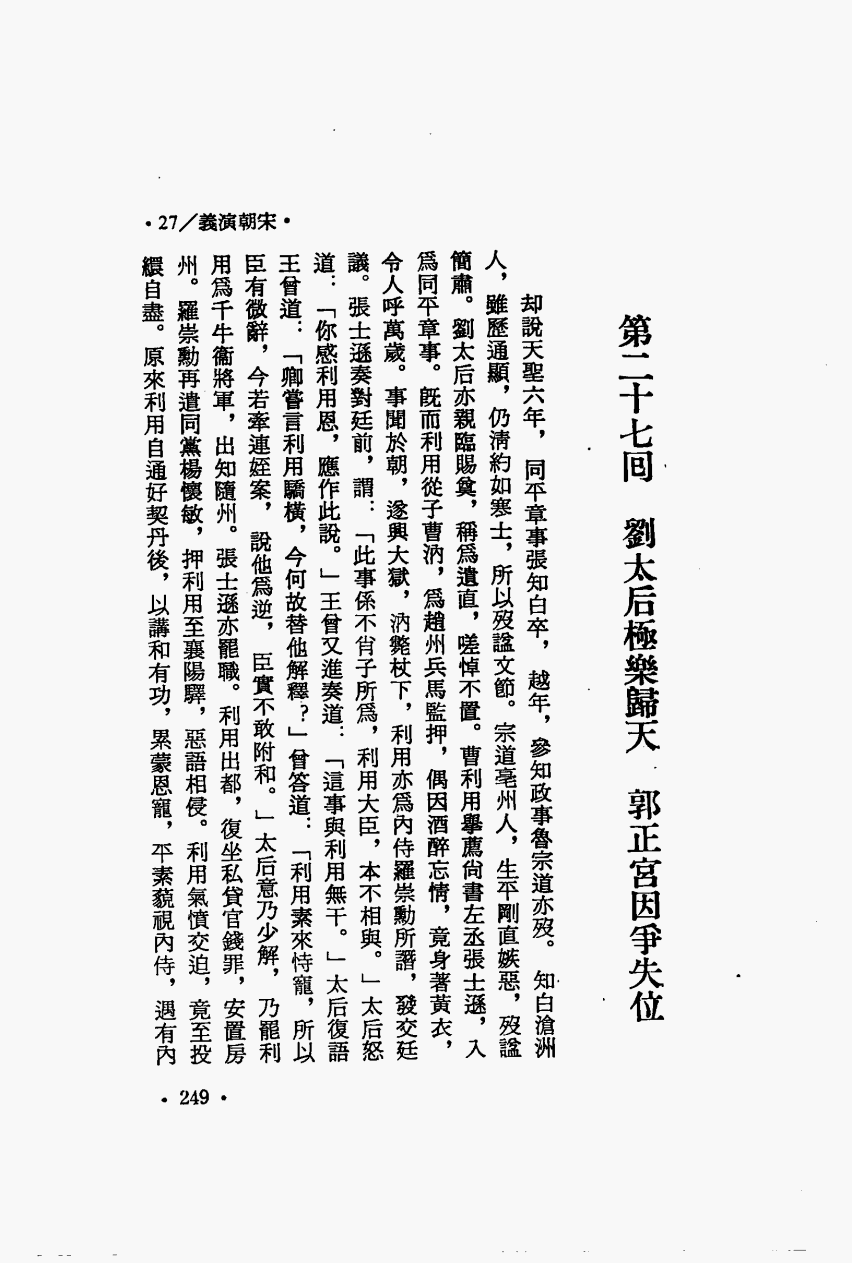 •27／義演朝宋•
第二十七回　劉太后極樂歸天　郭正宮因爭失位
却說天聖六年，同平章事張知白卒，越年，參知政事魯宗道亦歿。知白滄洲
人，雖歷通顯，仍淸約如寒士，所以歿諡文節。宗道亳州人，生平剛直嫉惡，歿諡
簡肅。劉太后亦親臨賜奠，稱爲遺直，嗟悼不置。曹利用舉薦尙書左丞張士遜，入
爲同平章事。旣而利用從子曹汭，爲趙州兵馬監押，偶因酒醉忘情，竟身著黃衣，
令人呼萬歲。事聞於朝，遂興大獄，汭斃杖下，利用亦爲內侍羅崇勳所譖，發交廷
議。張士遜奏對廷前，謂：「此事係不肖子所爲，利用大臣，本不相與。」太后怒
道：「你感利用恩，應作此說。」王曾又進奏道：「這事與利用無干。」太后復語
王曾道：「卿嘗言利用驕橫，今何故替他解釋？」曾答道：「利用素來恃寵，所以
臣有微辭，今若牽連姪案，說他爲逆，臣實不敢附和。」太后意乃少解，乃罷利
用爲千牛衞將軍，出知隨州。張士遜亦罷職。利用出都，復坐私貸官錢罪，安置房
州。羅崇勳再遣同黨楊懷敏，押利用至襄陽驛，惡語相侵。利用氣憤交迫，竟至投
繯自盡。原來利用自通好契丹後，以講和有功，累蒙恩寵，平素藐視內侍，遇有內
•249•